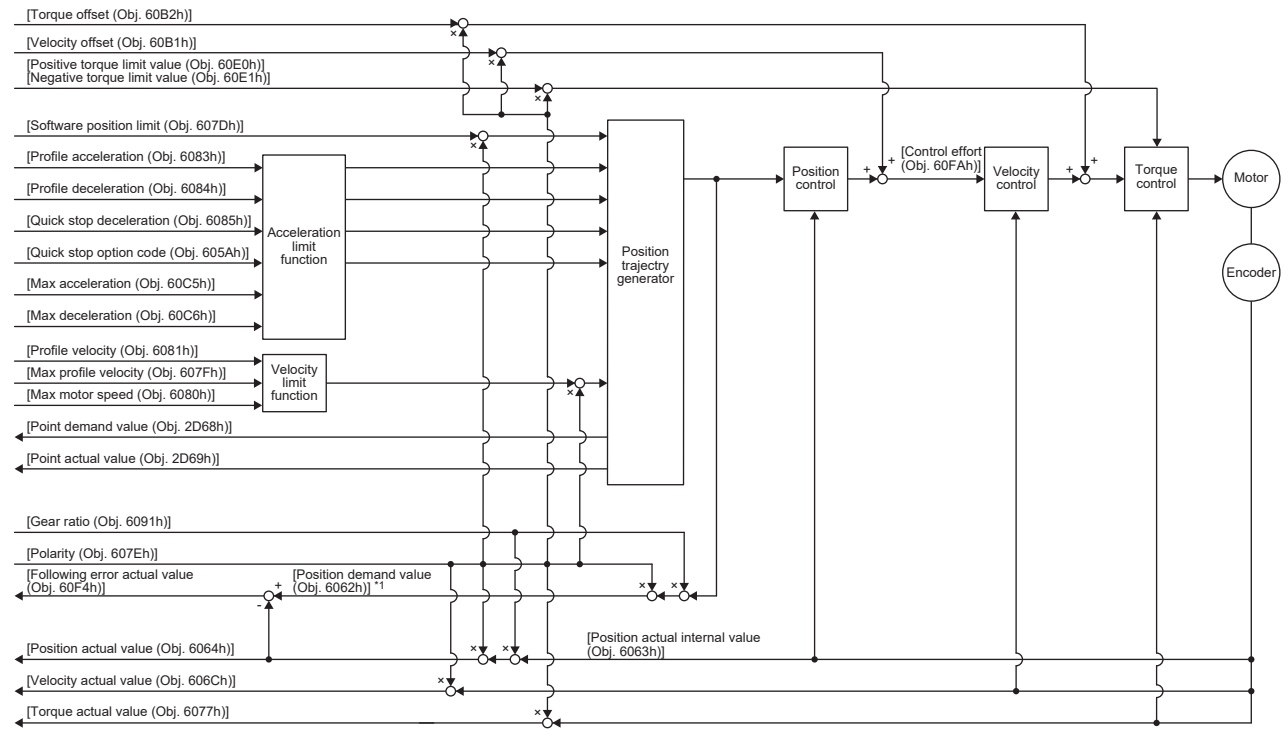 [Torque offset (Obj. 60B2h)]
×
[Velocity offset (Obj. 60B1h)]
×
[Positive torque limit value (Obj. 60E0h)]
[Negative torque limit value (Obj. 60E1h)]
×
[Software position limit (Obj. 607Dh)]
×
[Profile acceleration (Obj. 6083h)]
[Profile deceleration (Obj. 6084h)]
[Quick stop deceleration (Obj. 6085h)]
[Quick stop option code (Obj. 605Ah)]
[Max acceleration (Obj. 60C5h)]
[Max deceleration (Obj. 60C6h)]
Acceleration
limit
function
[Profile velocity (Obj. 6081h)]
[Max profile velocity (Obj. 607Fh)]
[Max motor speed (Obj. 6080h)]
Velocity
limit
function
×
[Point demand value (Obj. 2D68h)]
[Point actual value (Obj. 2D69h)]
Position
trajectry
generator
Position
control
+
+
[Control effort
(Obj. 60FAh)]
Velocity
control
+
+
Torque
control
Motor
Encoder
[Gear ratio (Obj. 6091h)]
[Polarity (Obj. 607Eh)]
[Following error actual value
(Obj. 60F4h)]
+
-
[Position demand value
(Obj. 6062h)] *1
×
×
[Position actual value (Obj. 6064h)]
×
×
[Position actual internal value
(Obj. 6063h)]
[Velocity actual value (Obj. 606Ch)]
×
[Torque actual value (Obj. 6077h)]
×